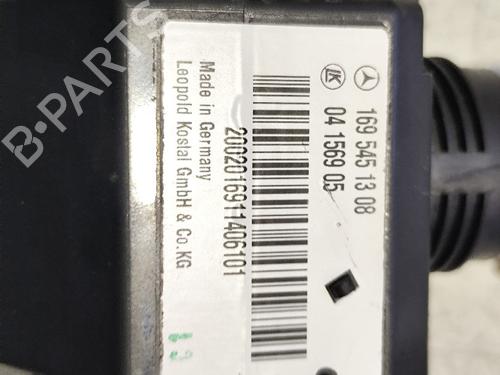 169 545 13 08
04 1569 05
2002016911406101
Made in Germany
Leopold Kostal GmbH & Co.KG
B-Parts